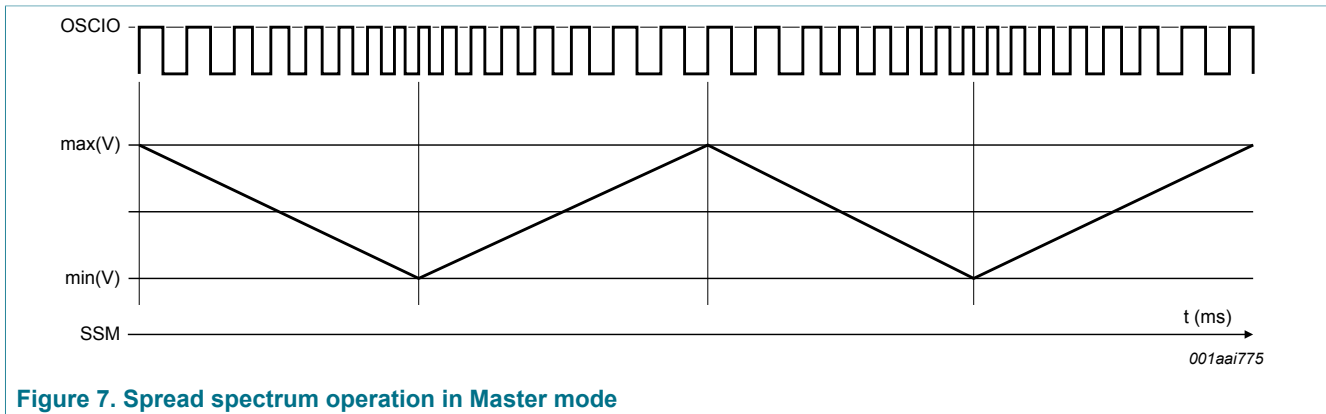 OSCIO
max(V)
min(V)
t (ms)
SSM
001aai775
Figure 7. Spread spectrum operation in Master mode